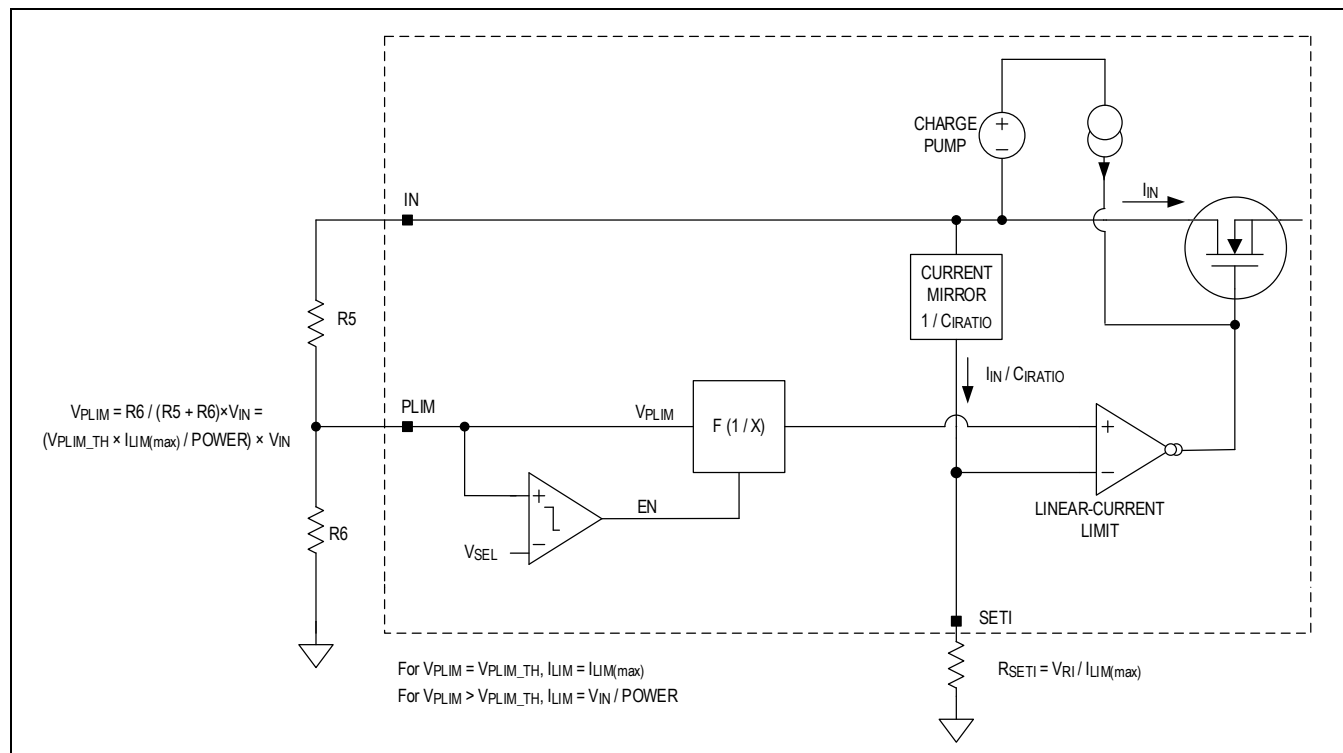 CHARGE
PUMP
IIN
IN
CURRENT
MIRROR
1 / CIRATIO
R5
IIN / CIRATIO
VPLIM = R6 / (R5 + R6)×VIN =
(VPLIM_TH × ILIM(max) / POWER) × VIN
PLIM
VPLIM
F (1 / X)
+
−
LINEAR-CURRENT
LIMIT
R6
+
−
EN
VSEL
SETI
For VPLIM = VPLIM_TH, ILIM = ILIM(max)
For VPLIM > VPLIM_TH, ILIM = VIN / POWER
RSETI = VRI / ILIM(max)
+
−